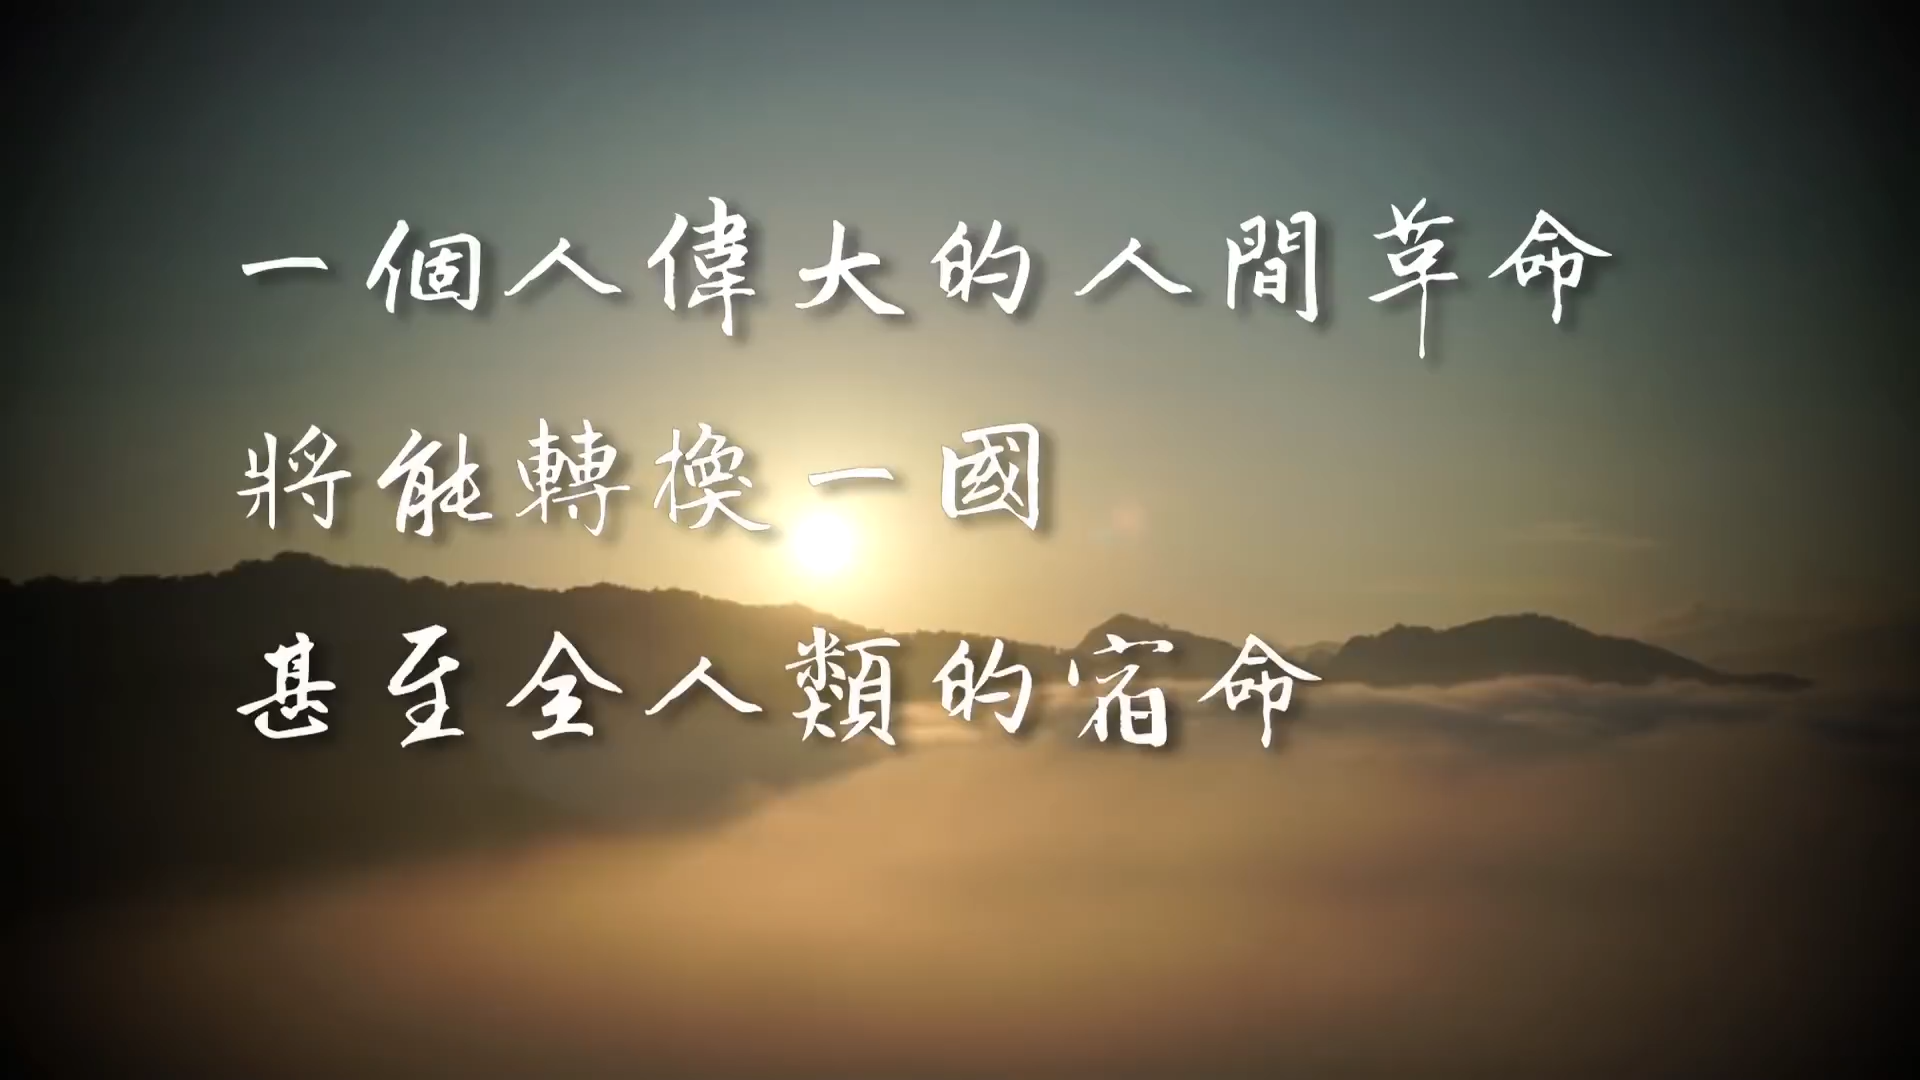 一個人偉大的人間革命
將能轉換一國
甚至全人類的宿命